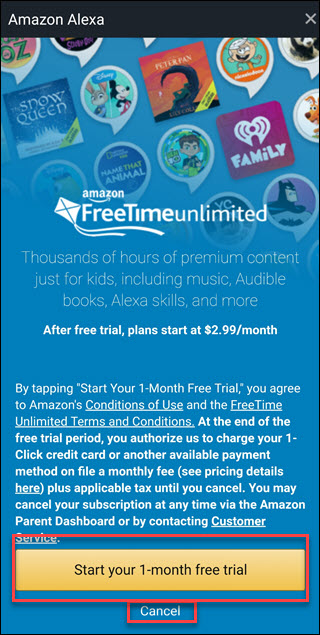 Amazon Alexa ×
THE
SNOW
QUEEN
PETER PAN
NAME THAT
ANIMAL
nickelodeon
iHeart
FAMILY
amazon
FreeTimeunlimited
Thousands of hours of premium content
just for kids, including music, Audible
books, Alexa skills, and more
After free trial, plans start at $2.99/month
By tapping "Start Your 1-Month Free Trial," you agree
to Amazon's Conditions of Use and the FreeTime
Unlimited Terms and Conditions. At the end of the
free trial period, you authorize us to charge your 1-
Click credit card or another available payment
method on file a monthly fee (see pricing details
here) plus applicable tax until you cancel. You may
cancel your subscription at any time via the Amazon
Parent Dashboard or by contacting Customer
Service.
Start your 1-month free trial
Cancel